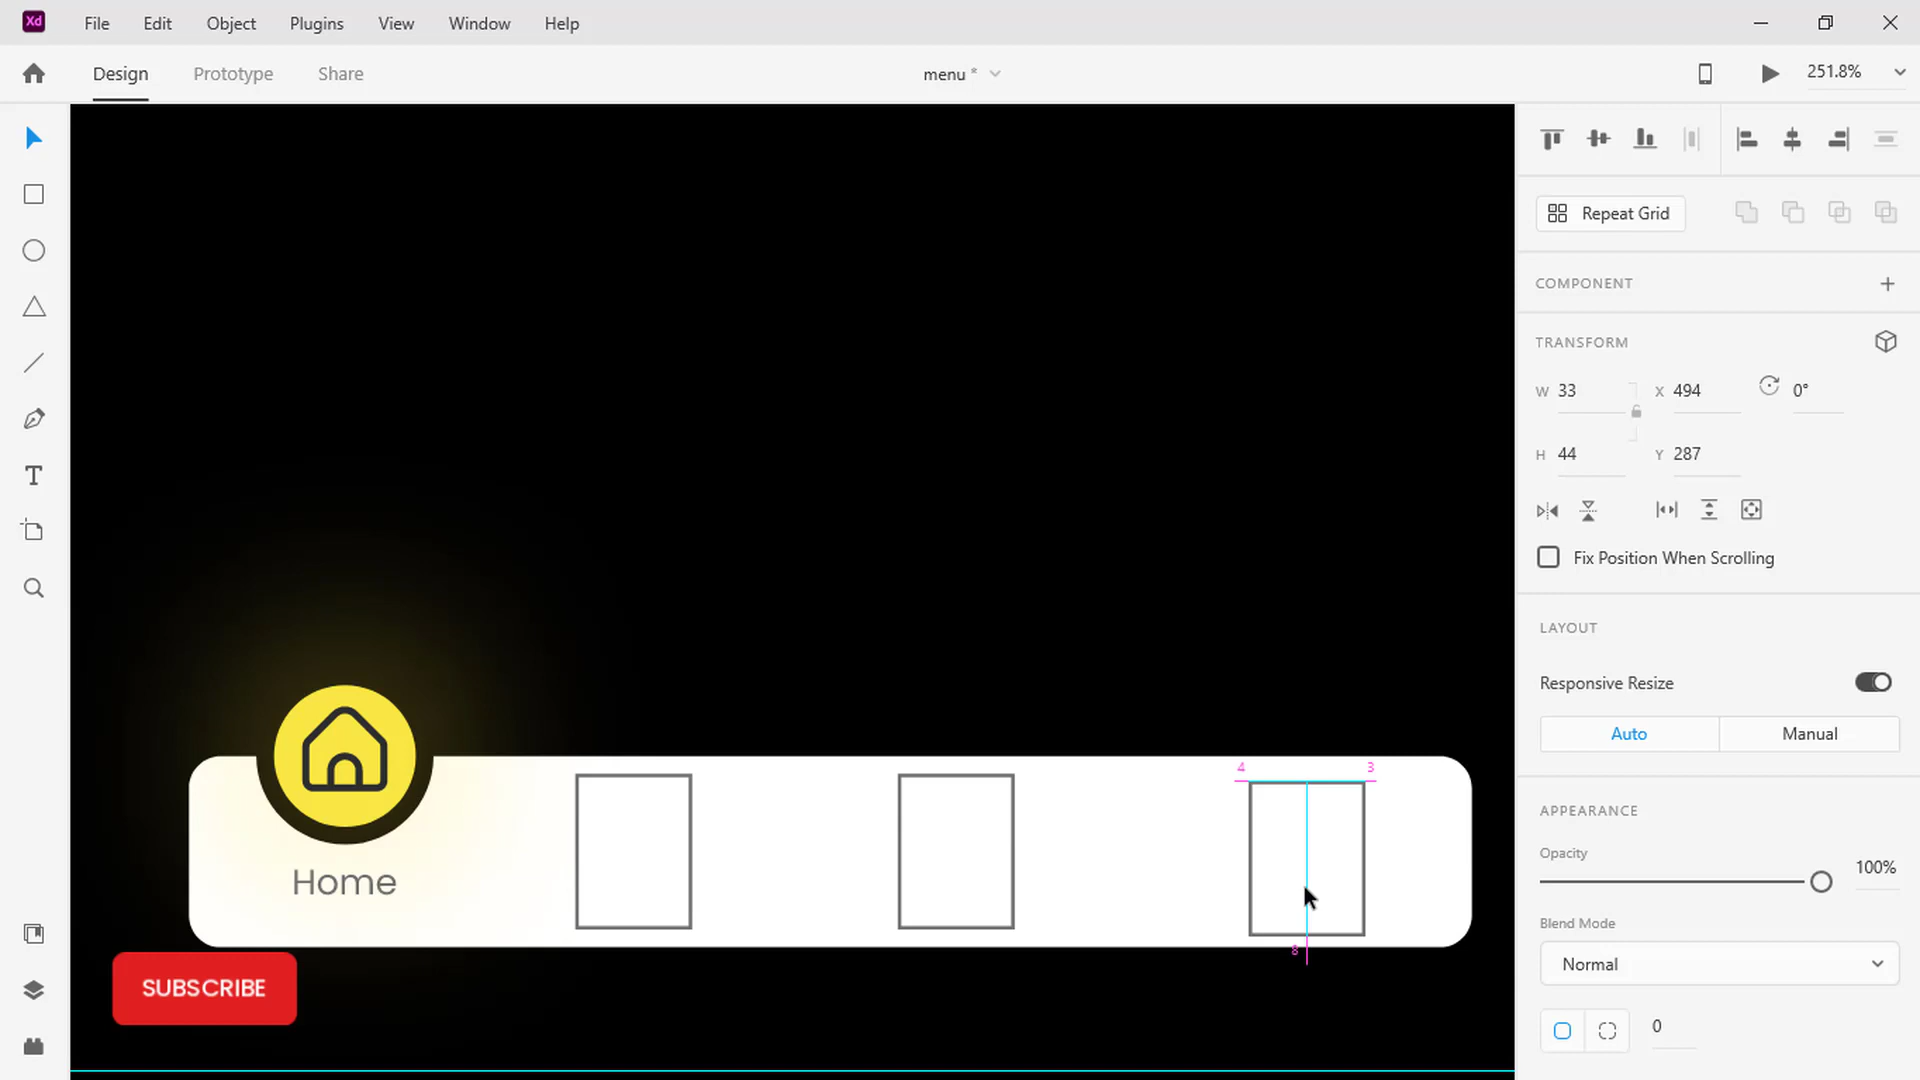 Xd File Edit Object Plugins View Window Help
Design Prototype Share menu * 251.8%
Repeat Grid
COMPONENT
TRANSFORM
W 33 X 494 0°
H 44 Y 287
Fix Position When Scrolling
LAYOUT
Responsive Resize
Auto Manual
APPEARANCE
Opacity
100%
Blend Mode
Normal
0
4 3
Home
8
SUBSCRIBE